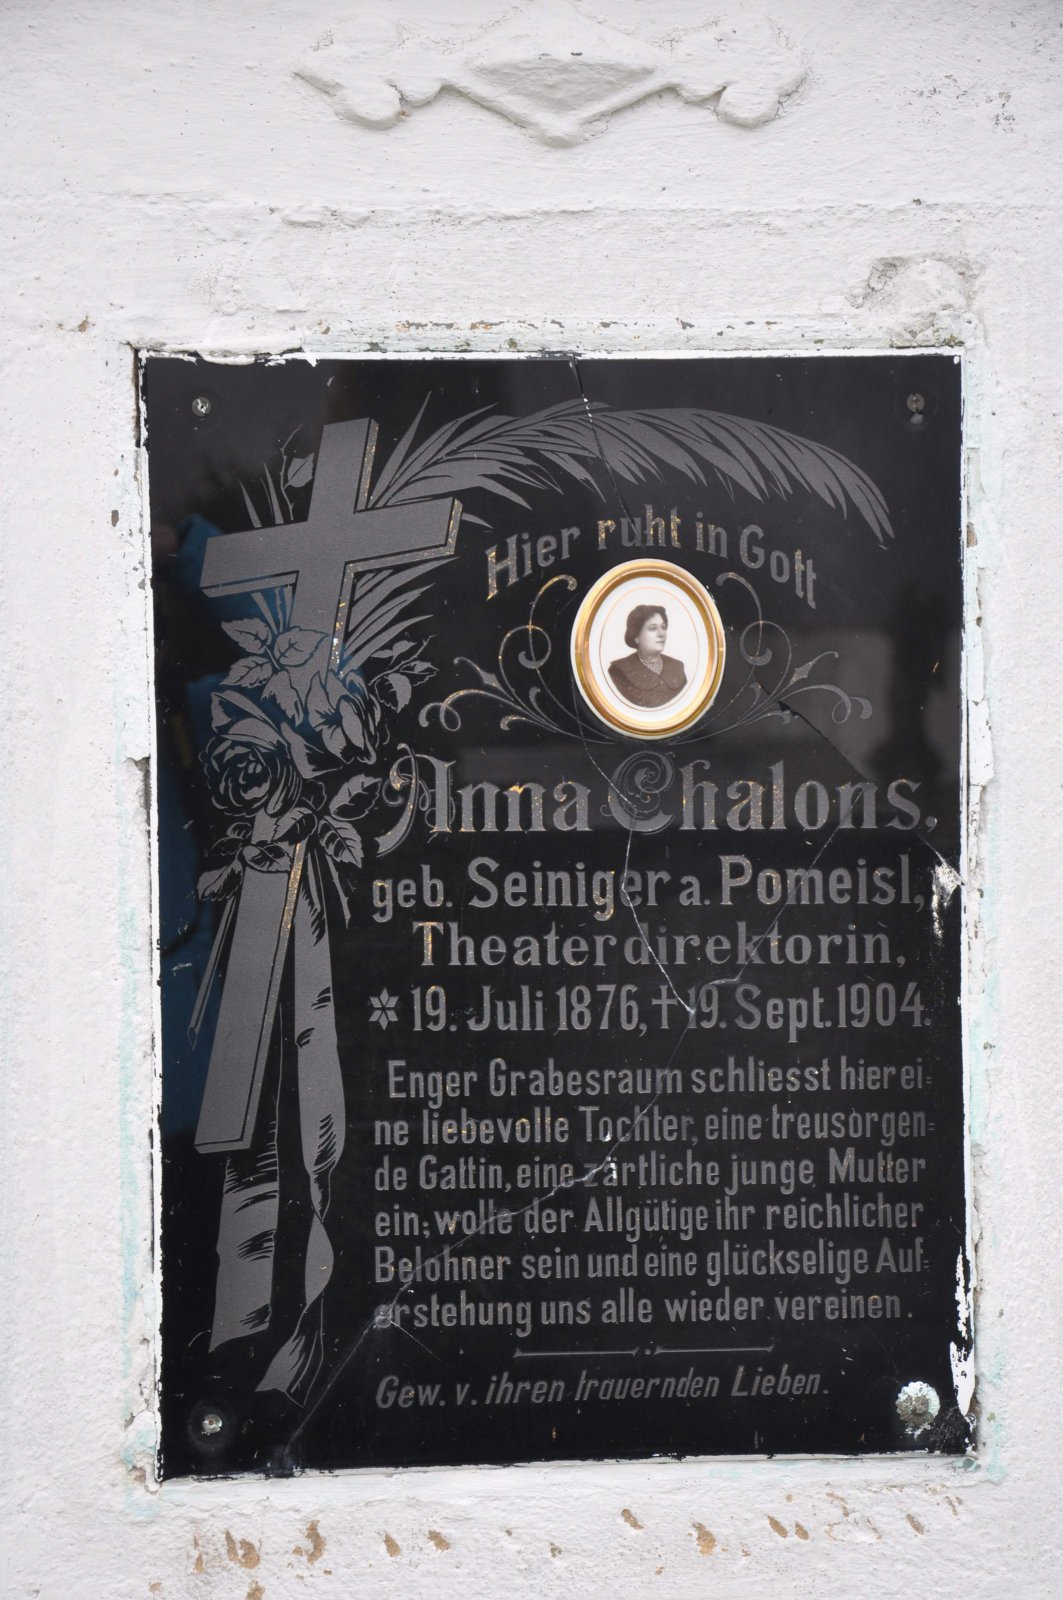 Hier ruht in Gott
Anna Chalons,
geb. Seiniger a. Pomeisl,
Theaterdirektorin,
✲ 19. Juli 1876, † 19. Sept. 1904.
Enger Grabesraum schliesst hier ei=
ne liebevolle Tochter, eine treusorgen=
de Gattin, eine zärtliche junge Mutter
ein; wolle der Allgütige ihr reichlicher
Belohner sein und eine glückselige Auf=
erstehung uns alle wieder vereinen.
Gew. v. ihren trauernden Lieben.